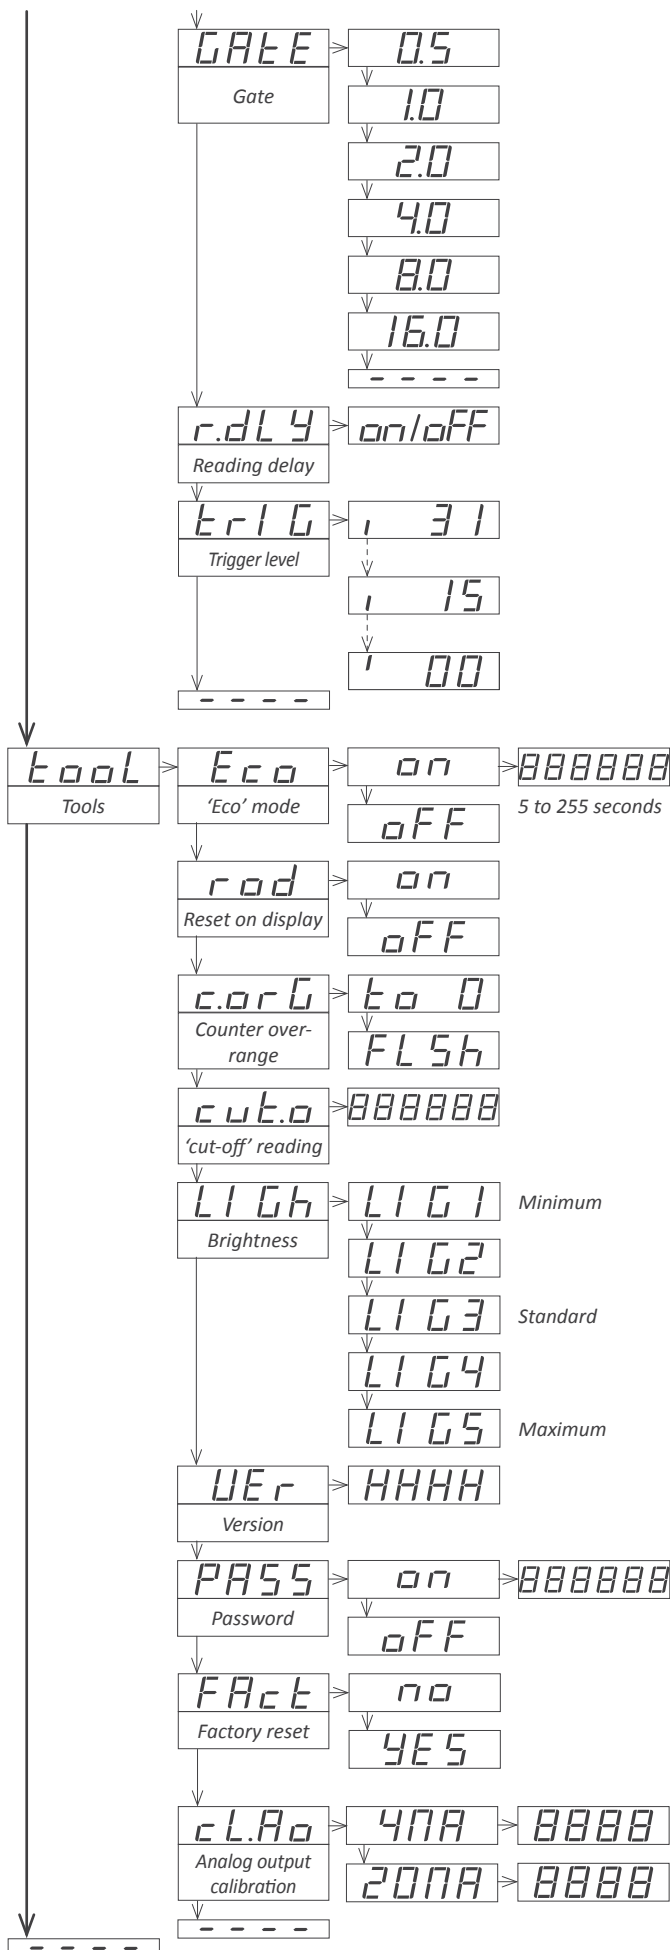 GAtE 0.5
Gate
1.0
2.0
4.0
8.0
16.0
- - - -
r.dLY on/oFF
Reading delay
trIG 31
Trigger level
15
00
- - - -
tooL Eco on 888888
Tools ‘Eco’ mode 5 to 255 seconds
oFF
rod on
Reset on display
oFF
c.orG to 0
Counter over-
range
FLSh
cut.o 888888
‘cut-off’ reading
LIGh LIG1 Minimum
Brightness
LIG2
LIG3 Standard
LIG4
LIG5 Maximum
VEr HHHH
Version
PASS on 888888
Password
oFF
FAct no
Factory reset
YES
cL.Ao 4MA 8888
Analog output
calibration
20MA 8888
- - - -
- - - -